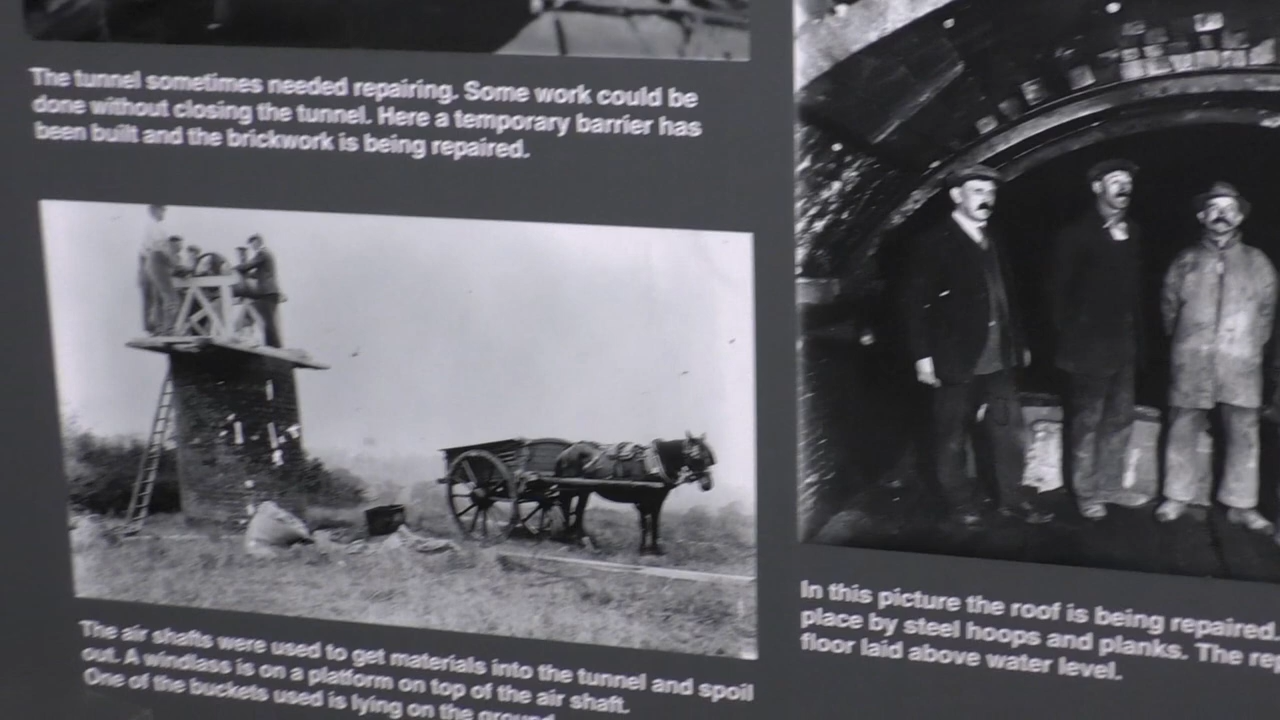 The tunnel sometimes needed repairing. Some work could be
done without closing the tunnel. Here a temporary barrier has
been built and the brickwork is being repaired.
The air shafts were used to get materials into the tunnel and spoil
out. A windlass is on a platform on top of the air shaft.
One of the buckets used is lying on the ground.
In this picture the roof is being repaired.
place by steel hoops and planks. The
floor laid above water level.